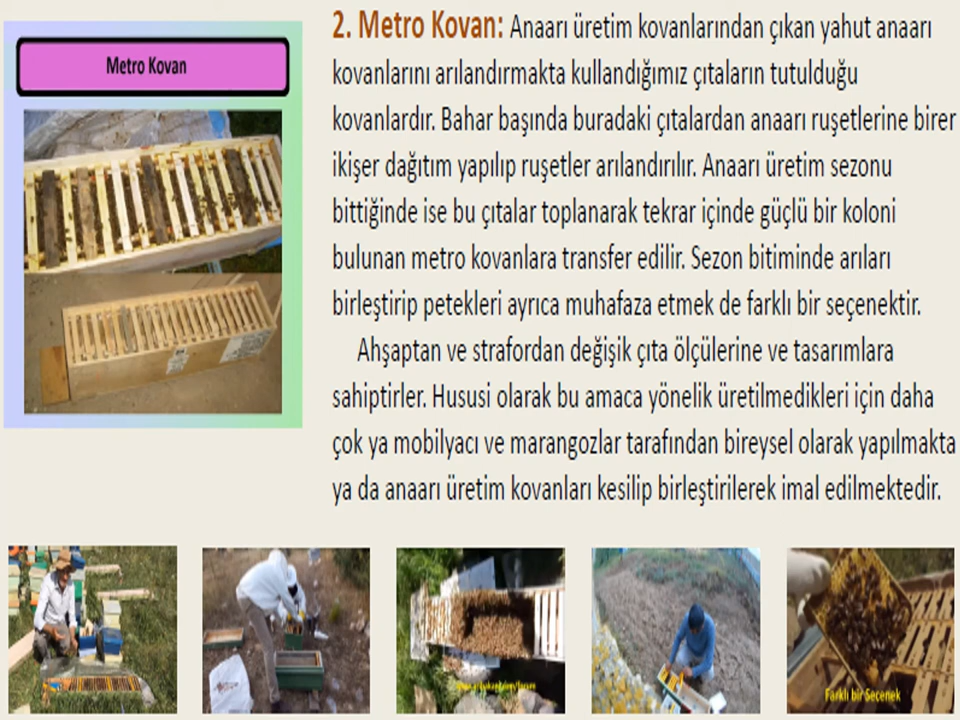 Metro Kovan
2. Metro Kovan: Anaarı üretim kovanlarından çıkan yahut anaarı
kovanlarını arılandırmakta kullandığımız çıtaların tutulduğu
kovanlardır. Bahar başında buradaki çıtalardan anaarı ruşetlerine birer
ikişer dağıtım yapılıp ruşetler arılandırılır. Anaarı üretim sezonu
bittiğinde ise bu çıtalar toplanarak tekrar içinde güçlü bir koloni
bulunan metro kovanlara transfer edilir. Sezon bitiminde arıları
birleştirip petekleri ayrıca muhafaza etmek de farklı bir seçenektir.
Ahşaptan ve strafordan değişik çıta ölçülerine ve tasarımlara
sahiptirler. Hususi olarak bu amaca yönelik üretilmedikleri için daha
çok ya mobilyacı ve marangozlar tarafından bireysel olarak yapılmakta
ya da anaarı üretim kovanları kesilip birleştirilerek imal edilmektedir.
Farklı bir Seçenek